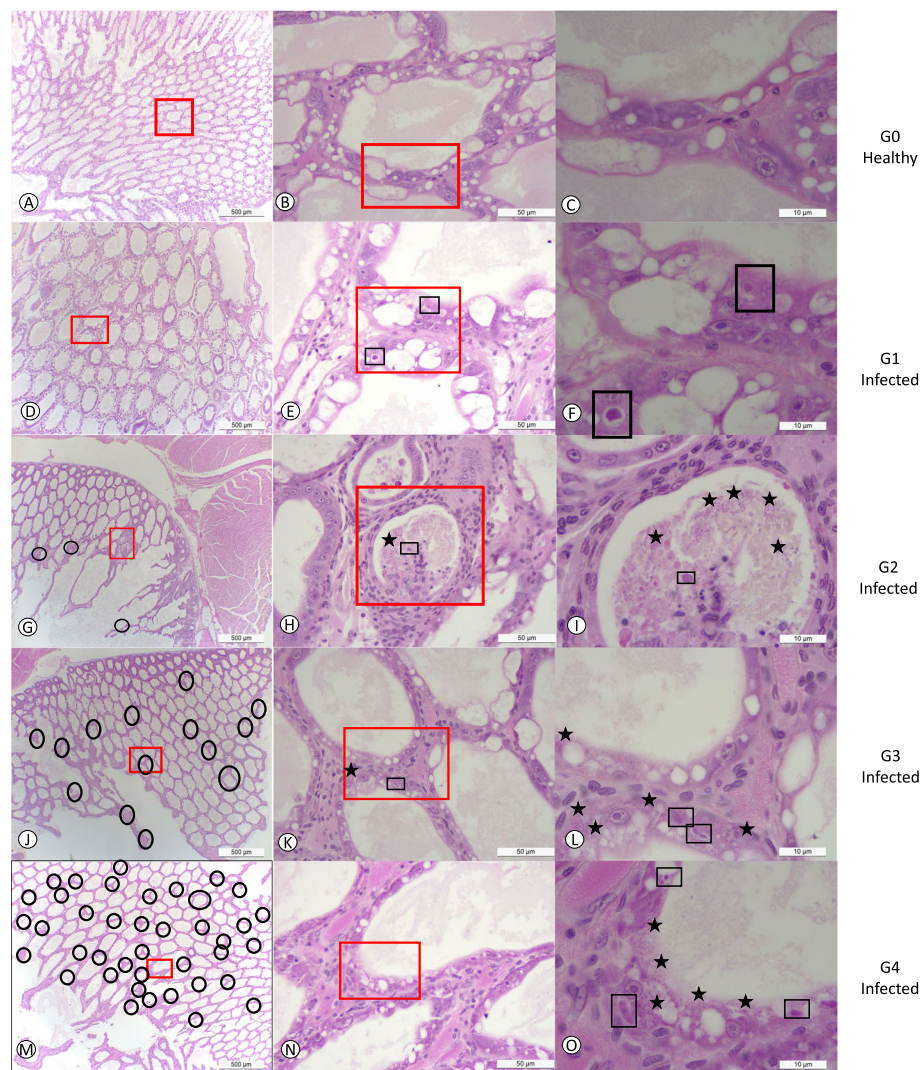 A
500 µm
B
50 µm
C
10 µm
G0
Healthy
D
500 µm
E
50 µm
F
10 µm
G1
Infected
G
500 µm
H
50 µm
I
10 µm
G2
Infected
J
500 µm
K
50 µm
L
10 µm
G3
Infected
M
500 µm
N
50 µm
O
10 µm
G4
Infected